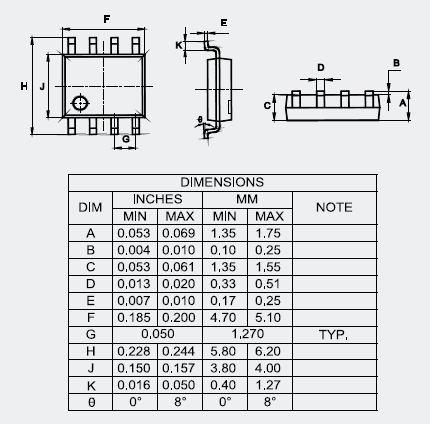 F
E
K
D
B
H
J
C
A
θ
G
DIMENSIONS
DIM INCHES MM NOTE
MIN MAX MIN MAX
A 0.053 0.069 1.35 1.75
B 0.004 0.010 0.10 0.25
C 0.053 0.061 1.35 1.55
D 0.013 0.020 0.33 0.51
E 0.007 0.010 0.17 0.25
F 0.185 0.200 4.70 5.10
G 0.050 1.270 TYP.
H 0.228 0.244 5.80 6.20
J 0.150 0.157 3.80 4.00
K 0.016 0.050 0.40 1.27
θ 0° 8° 0° 8°